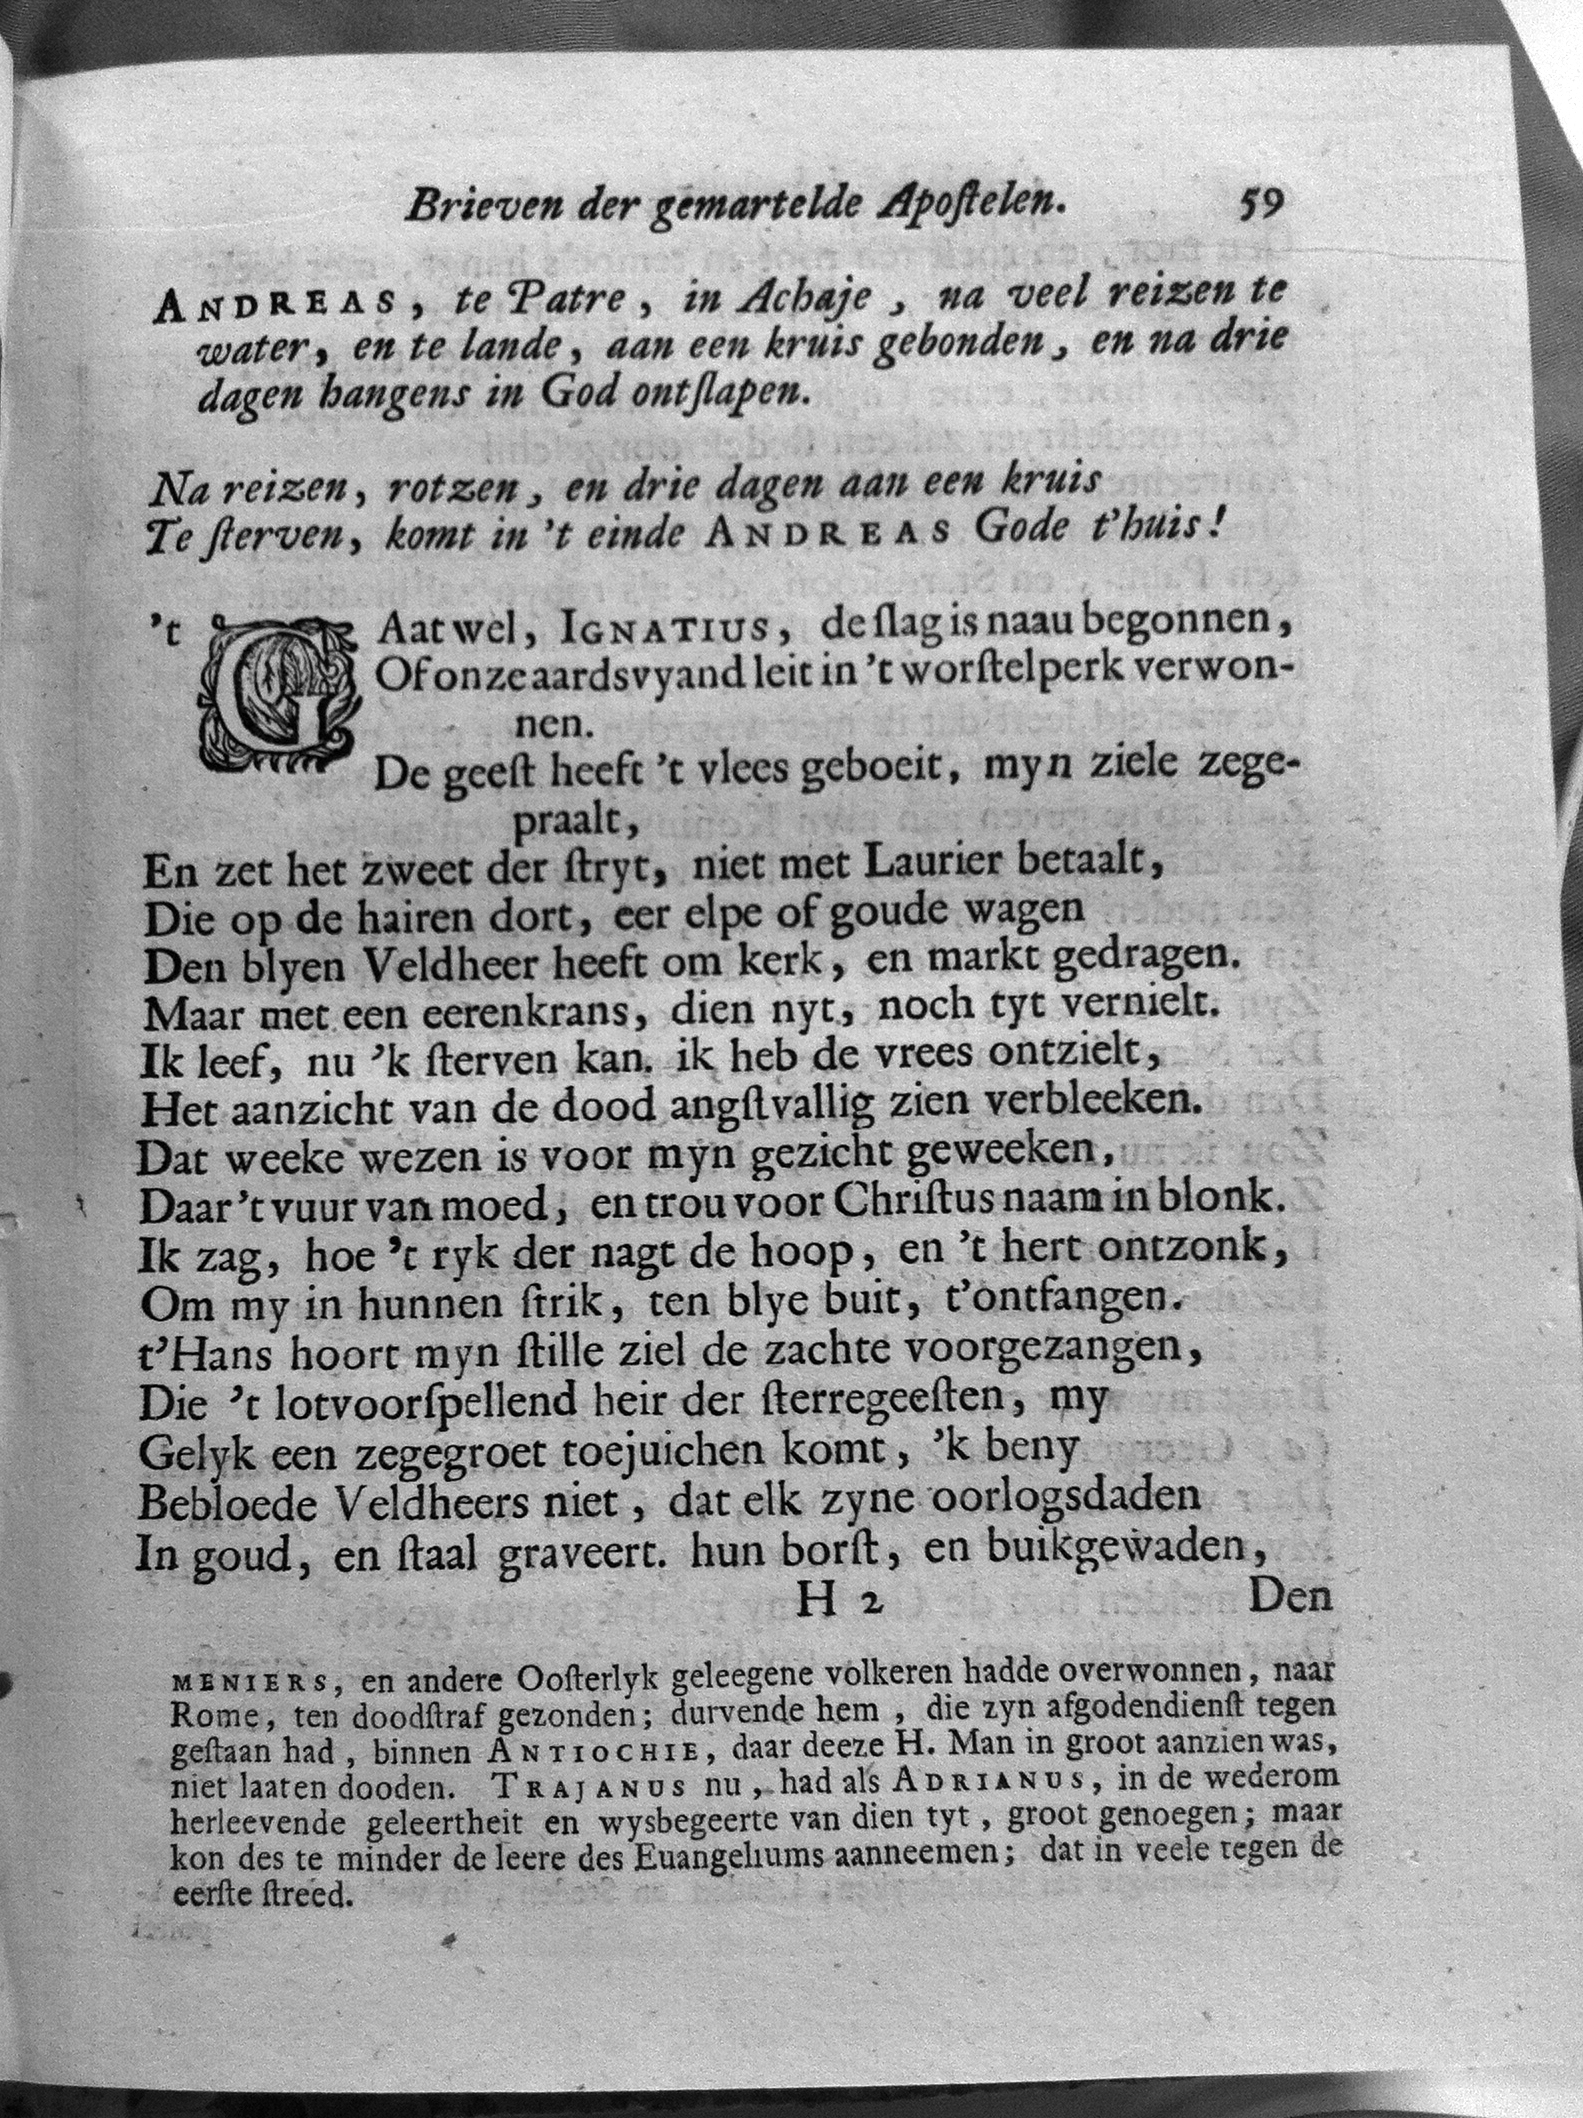 Brieven der gemartelde Apoſtelen. 59
ANDREAS, te Patre, in Achaje, na veel reizen te
water, en te lande, aan een kruis gebonden, en na drie
dagen hangens in God ontſlapen.
Na reizen, rotzen, en drie dagen aan een kruis
Te ſterven, komt in 't einde ANDREAS Gode t'huis!
't GAat wel, IGNATIUS, de ſlag is naau begonnen,
Of onze aardsvyand leit in 't worſtelperk verwon-
nen.
De geeſt heeft 't vlees geboeit, myn ziele zege-
praalt,
En zet het zweet der ſtryt, niet met Laurier betaalt,
Die op de hairen dort, eer elpe of goude wagen
Den blyen Veldheer heeft om kerk, en markt gedragen.
Maar met een eerenkrans, dien nyt, noch tyt vernielt.
Ik leef, nu 'k ſterven kan. ik heb de vrees ontzielt,
Het aanzicht van de dood angſtvallig zien verbleeken.
Dat weeke wezen is voor myn gezicht geweeken,
Daar 't vuur van moed, en trou voor Chriſtus naam in blonk.
Ik zag, hoe 't ryk der nagt de hoop, en 't hert ontzonk,
Om my in hunnen ſtrik, ten blye buit, t'ontfangen.
t'Hans hoort myn ſtille ziel de zachte voorgezangen,
Die 't lotvoorſpellend heir der ſterregeeſten, my
Gelyk een zegegroet toejuichen komt, 'k beny
Bebloede Veldheers niet, dat elk zyne oorlogsdaden
In goud, en ſtaal graveert. hun borſt, en buikgewaden,
H 2 Den
MENIERS, en andere Ooſterlyk geleegene volkeren hadde overwonnen, naar
Rome, ten doodſtraf gezonden; durvende hem, die zyn afgodendienſt tegen
geſtaan had, binnen ANTIOCHIE, daar deeze H. Man in groot aanzien was,
niet laaten dooden. TRAJANUS nu, had als ADRIANUS, in de wederom
herleevende geleertheit en wysbegeerte van dien tyt, groot genoegen; maar
kon des te minder de leere des Euangeliums aanneemen; dat in veele tegen de
eerſte ſtreed.